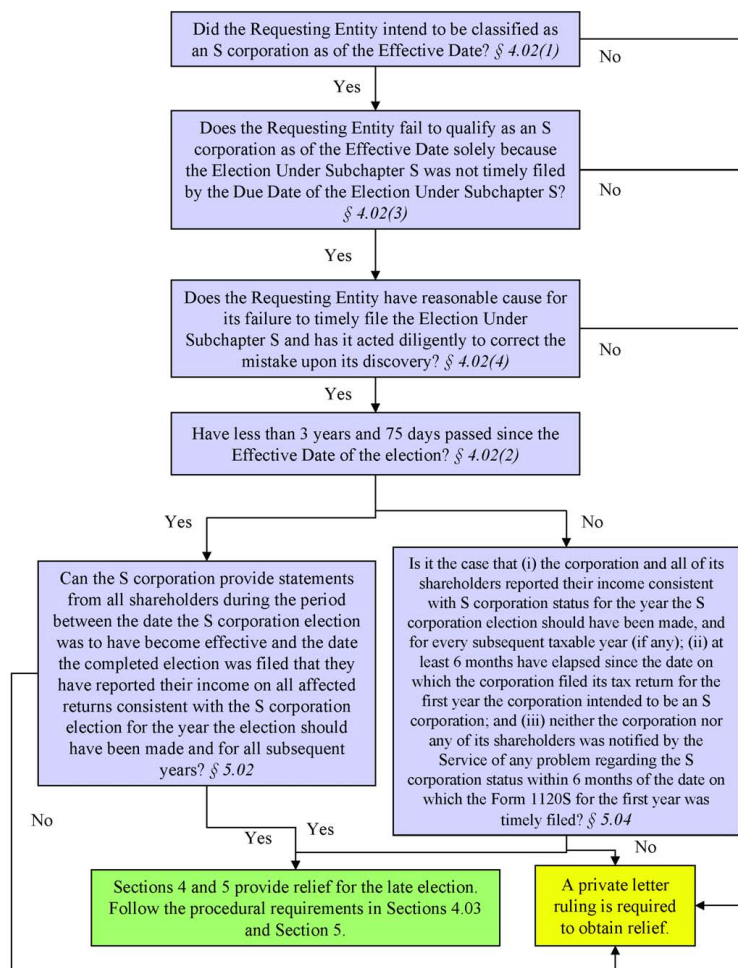 Did the Requesting Entity intend to be classified as
an S corporation as of the Effective Date? § 4.02(1)
No
Yes
Does the Requesting Entity fail to qualify as an S
corporation as of the Effective Date solely because
the Election Under Subchapter S was not timely filed
by the Due Date of the Election Under Subchapter S?
§ 4.02(3)
No
Yes
Does the Requesting Entity have reasonable cause for
its failure to timely file the Election Under
Subchapter S and has it acted diligently to correct the
mistake upon its discovery? § 4.02(4)
No
Yes
Have less than 3 years and 75 days passed since the
Effective Date of the election? § 4.02(2)
Yes
No
Can the S corporation provide statements
from all shareholders during the period
between the date the S corporation election
was to have become effective and the date
the completed election was filed that they
have reported their income on all affected
returns consistent with the S corporation
election for the year the election should
have been made and for all subsequent
years? § 5.02
Is it the case that (i) the corporation and all of its
shareholders reported their income consistent
with S corporation status for the year the S
corporation election should have been made, and
for every subsequent taxable year (if any); (ii) at
least 6 months have elapsed since the date on
which the corporation filed its tax return for the
first year the corporation intended to be an S
corporation; and (iii) neither the corporation nor
any of its shareholders was notified by the
Service of any problem regarding the S
corporation status within 6 months of the date on
which the Form 1120S for the first year was
timely filed? § 5.04
No
Yes
Yes
No
Sections 4 and 5 provide relief for the late election.
Follow the procedural requirements in Sections 4.03
and Section 5.
A private letter
ruling is required
to obtain relief.